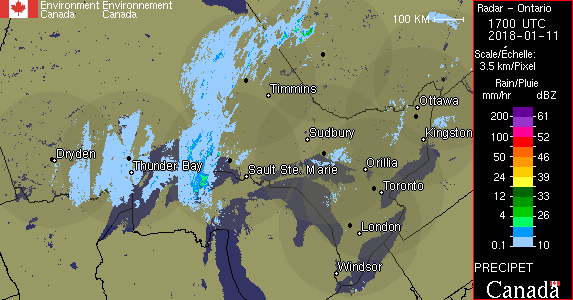 Environment Environnement
Canada Canada
100 KM
Timmins
Ottawa
Sudbury
Kingston
Dryden
Thunder Bay
Sault Ste. Marie
Orillia
Toronto
London
Windsor
Radar - Ontario
1700 UTC
2018-01-11
Scale/Échelle:
3.5 km/Pixel
Rain/Pluie
mm/hr dBZ
200 61
100 52
50 46
24 39
12 33
4 26
0.1 10
PRECIPET
Canada